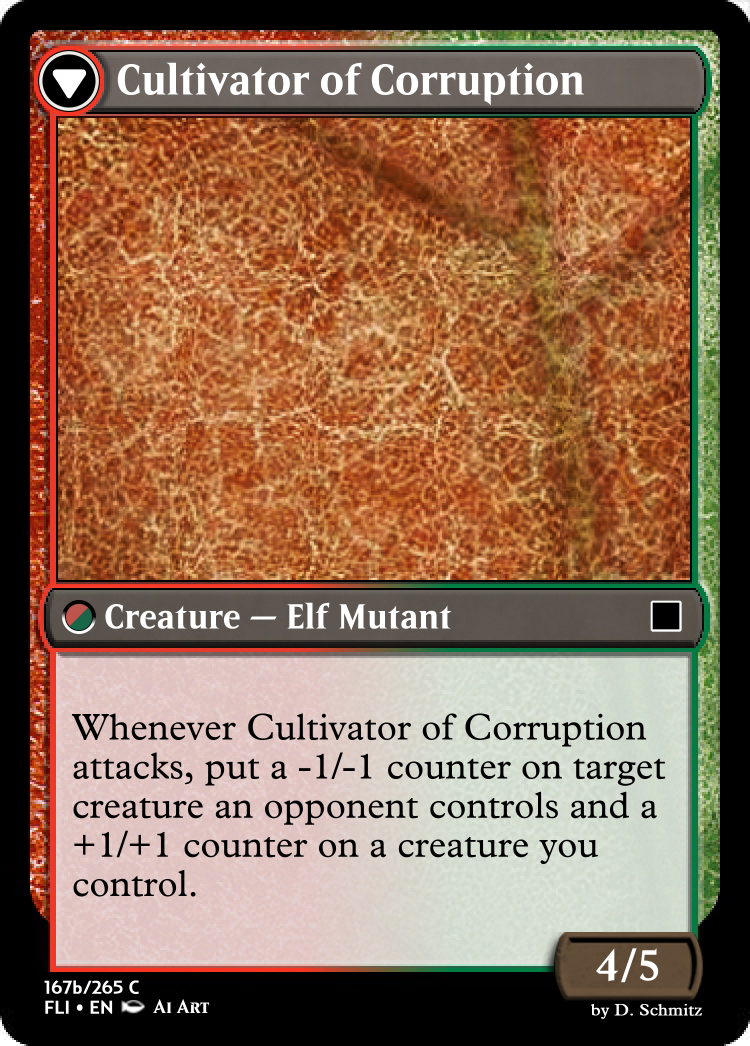 Cultivator of Corruption
Creature — Elf Mutant
Whenever Cultivator of Corruption
attacks, put a -1/-1 counter on target
creature an opponent controls and a
+1/+1 counter on a creature you
control.
4/5
167b/265 C
FLI • EN AI ART
by D. Schmitz